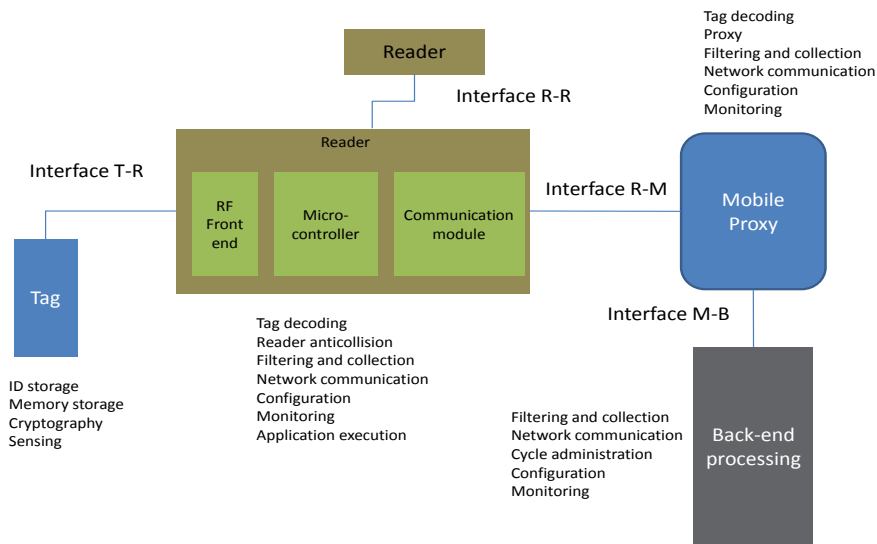 Tag decoding
Proxy
Filtering and collection
Network communication
Configuration
Monitoring
Reader
Interface R-R
Reader
Interface T-R
RF
Front
end
Micro-
controller
Communication
module
Interface R-M
Mobile
Proxy
Tag
Interface M-B
Tag decoding
Reader anticollision
Filtering and collection
Network communication
Configuration
Monitoring
Application execution
ID storage
Memory storage
Cryptography
Sensing
Filtering and collection
Network communication
Cycle administration
Configuration
Monitoring
Back-end
processing